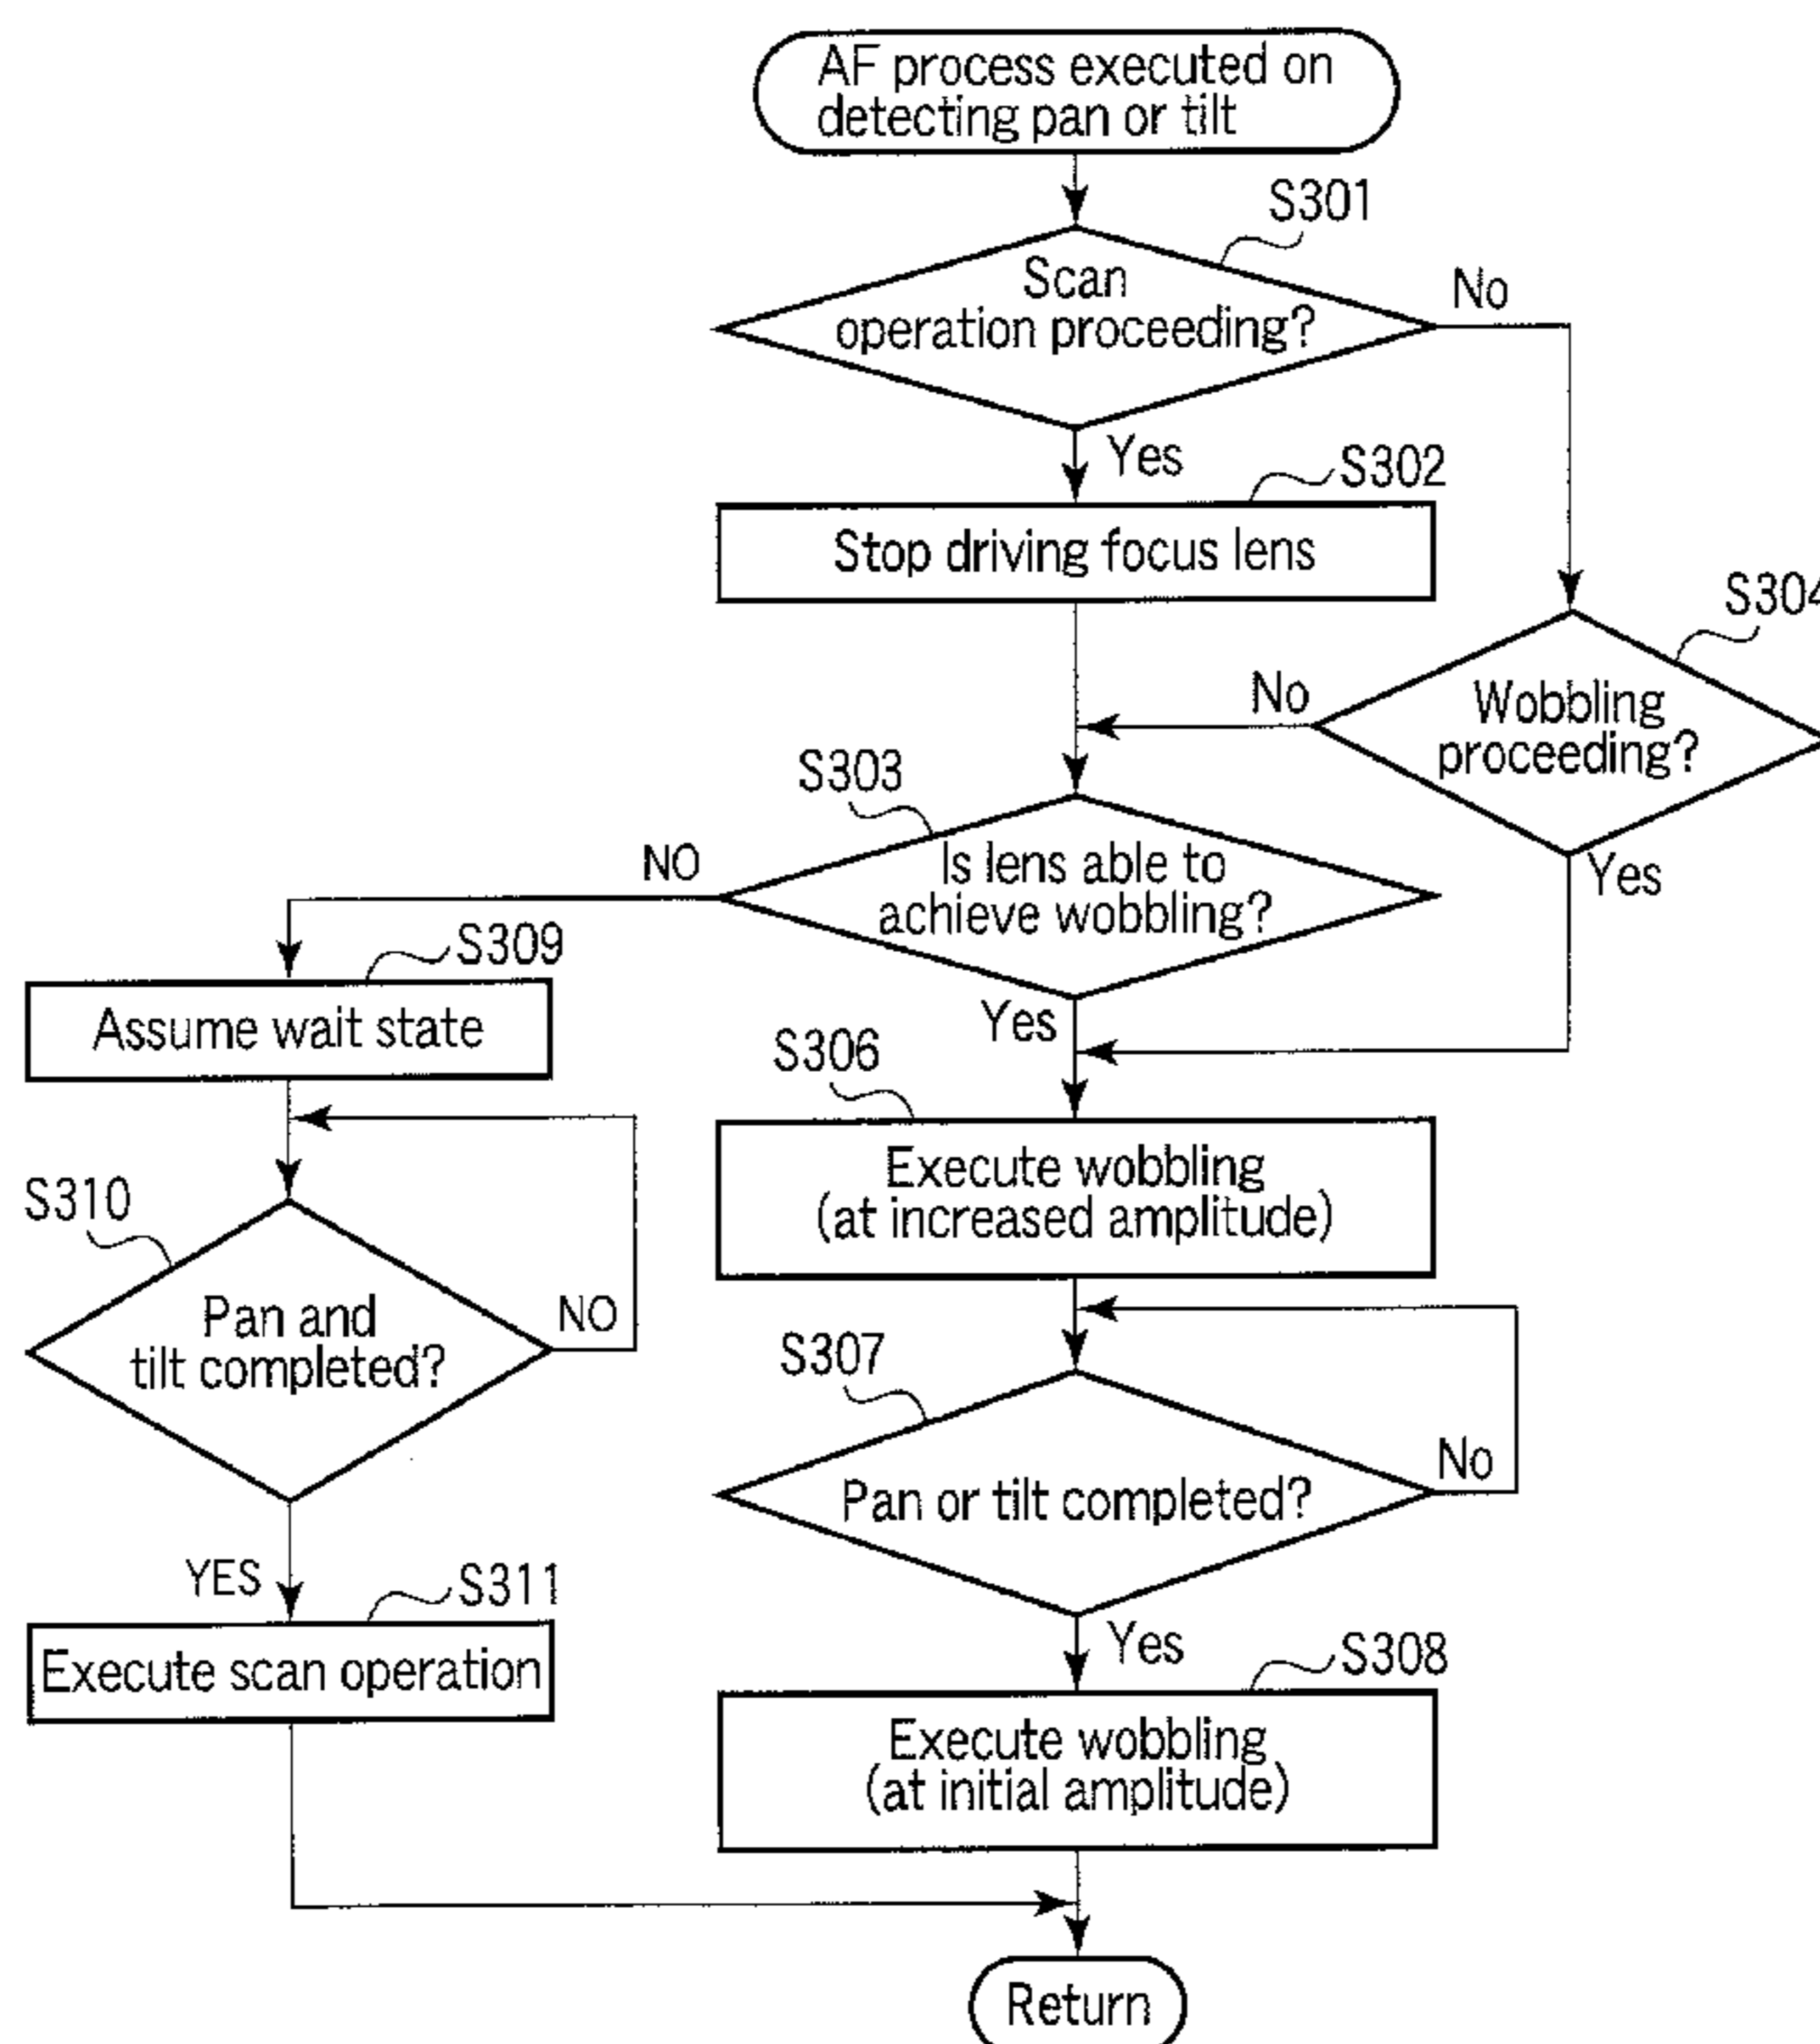 AF process executed on
detecting pan or tilt
S301
Scan
operation proceeding?
No
Yes
S302
Stop driving focus lens
S304
Wobbling
proceeding?
No
Yes
S303
Is lens able to
achieve wobbling?
NO
Yes
S309
Assume wait state
S306
Execute wobbling
(at increased amplitude)
S310
Pan and
tilt completed?
NO
YES
S307
Pan or tilt completed?
No
Yes
S311
Execute scan operation
S308
Execute wobbling
(at initial amplitude)
Return